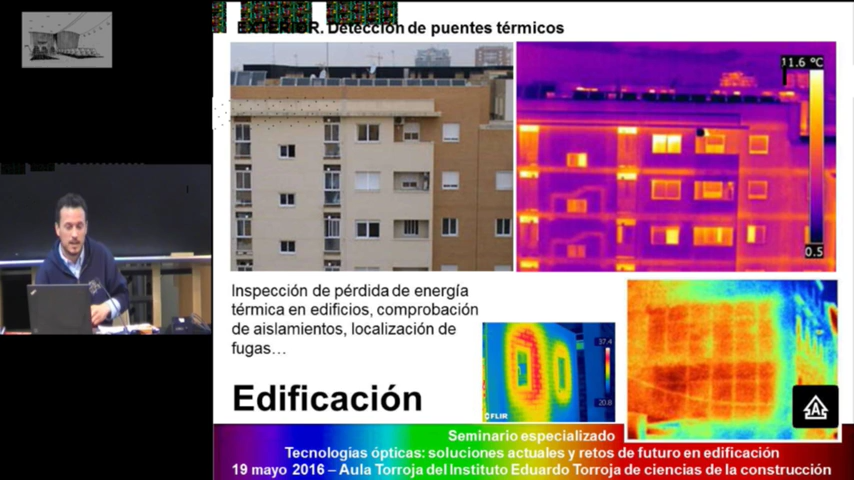 EXTERIOR. Detección de puentes térmicos
11.6 °C
0.5
Inspección de pérdida de energía
térmica en edificios, comprobación
de aislamientos, localización de
fugas…
37.4
20.8
FLIR
Edificación
Seminario especializado
Tecnologías ópticas: soluciones actuales y retos de futuro en edificación
19 mayo 2016 – Aula Torroja del Instituto Eduardo Torroja de ciencias de la construcción